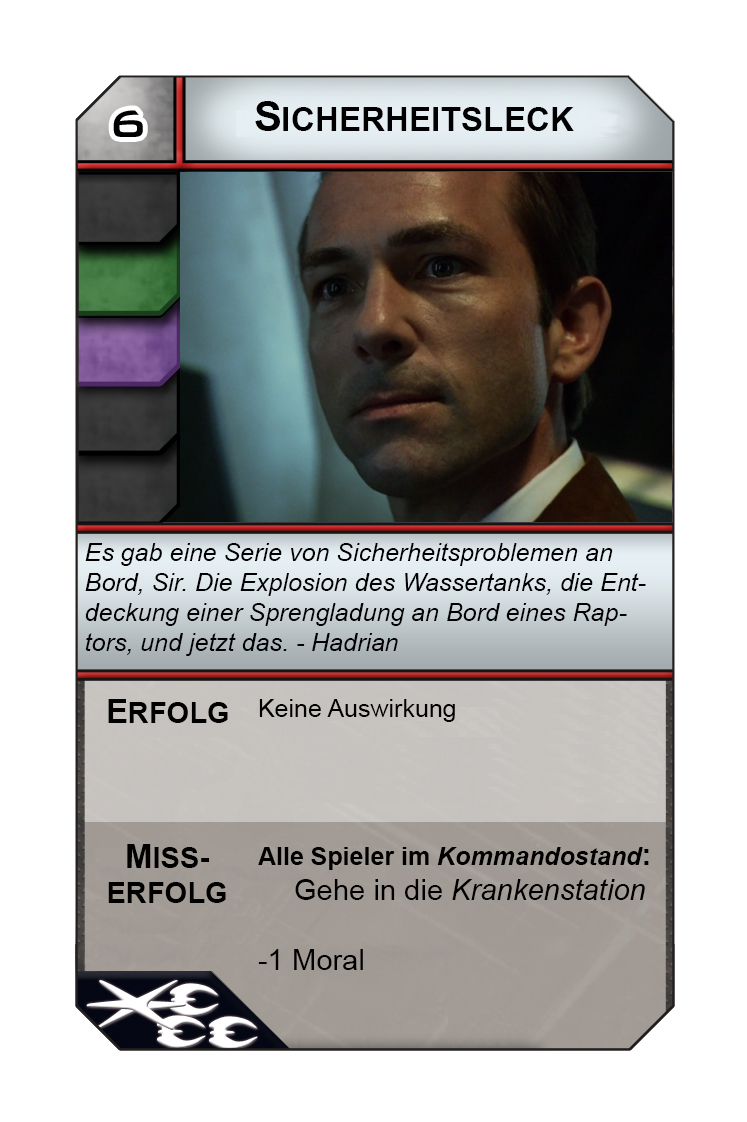 6
SICHERHEITSLECK
Es gab eine Serie von Sicherheitsproblemen an
Bord, Sir. Die Explosion des Wassertanks, die Ent-
deckung einer Sprengladung an Bord eines Rap-
tors, und jetzt das. - Hadrian
ERFOLG
Keine Auswirkung
MISS-
ERFOLG
Alle Spieler im Kommandostand:
Gehe in die Krankenstation
-1 Moral